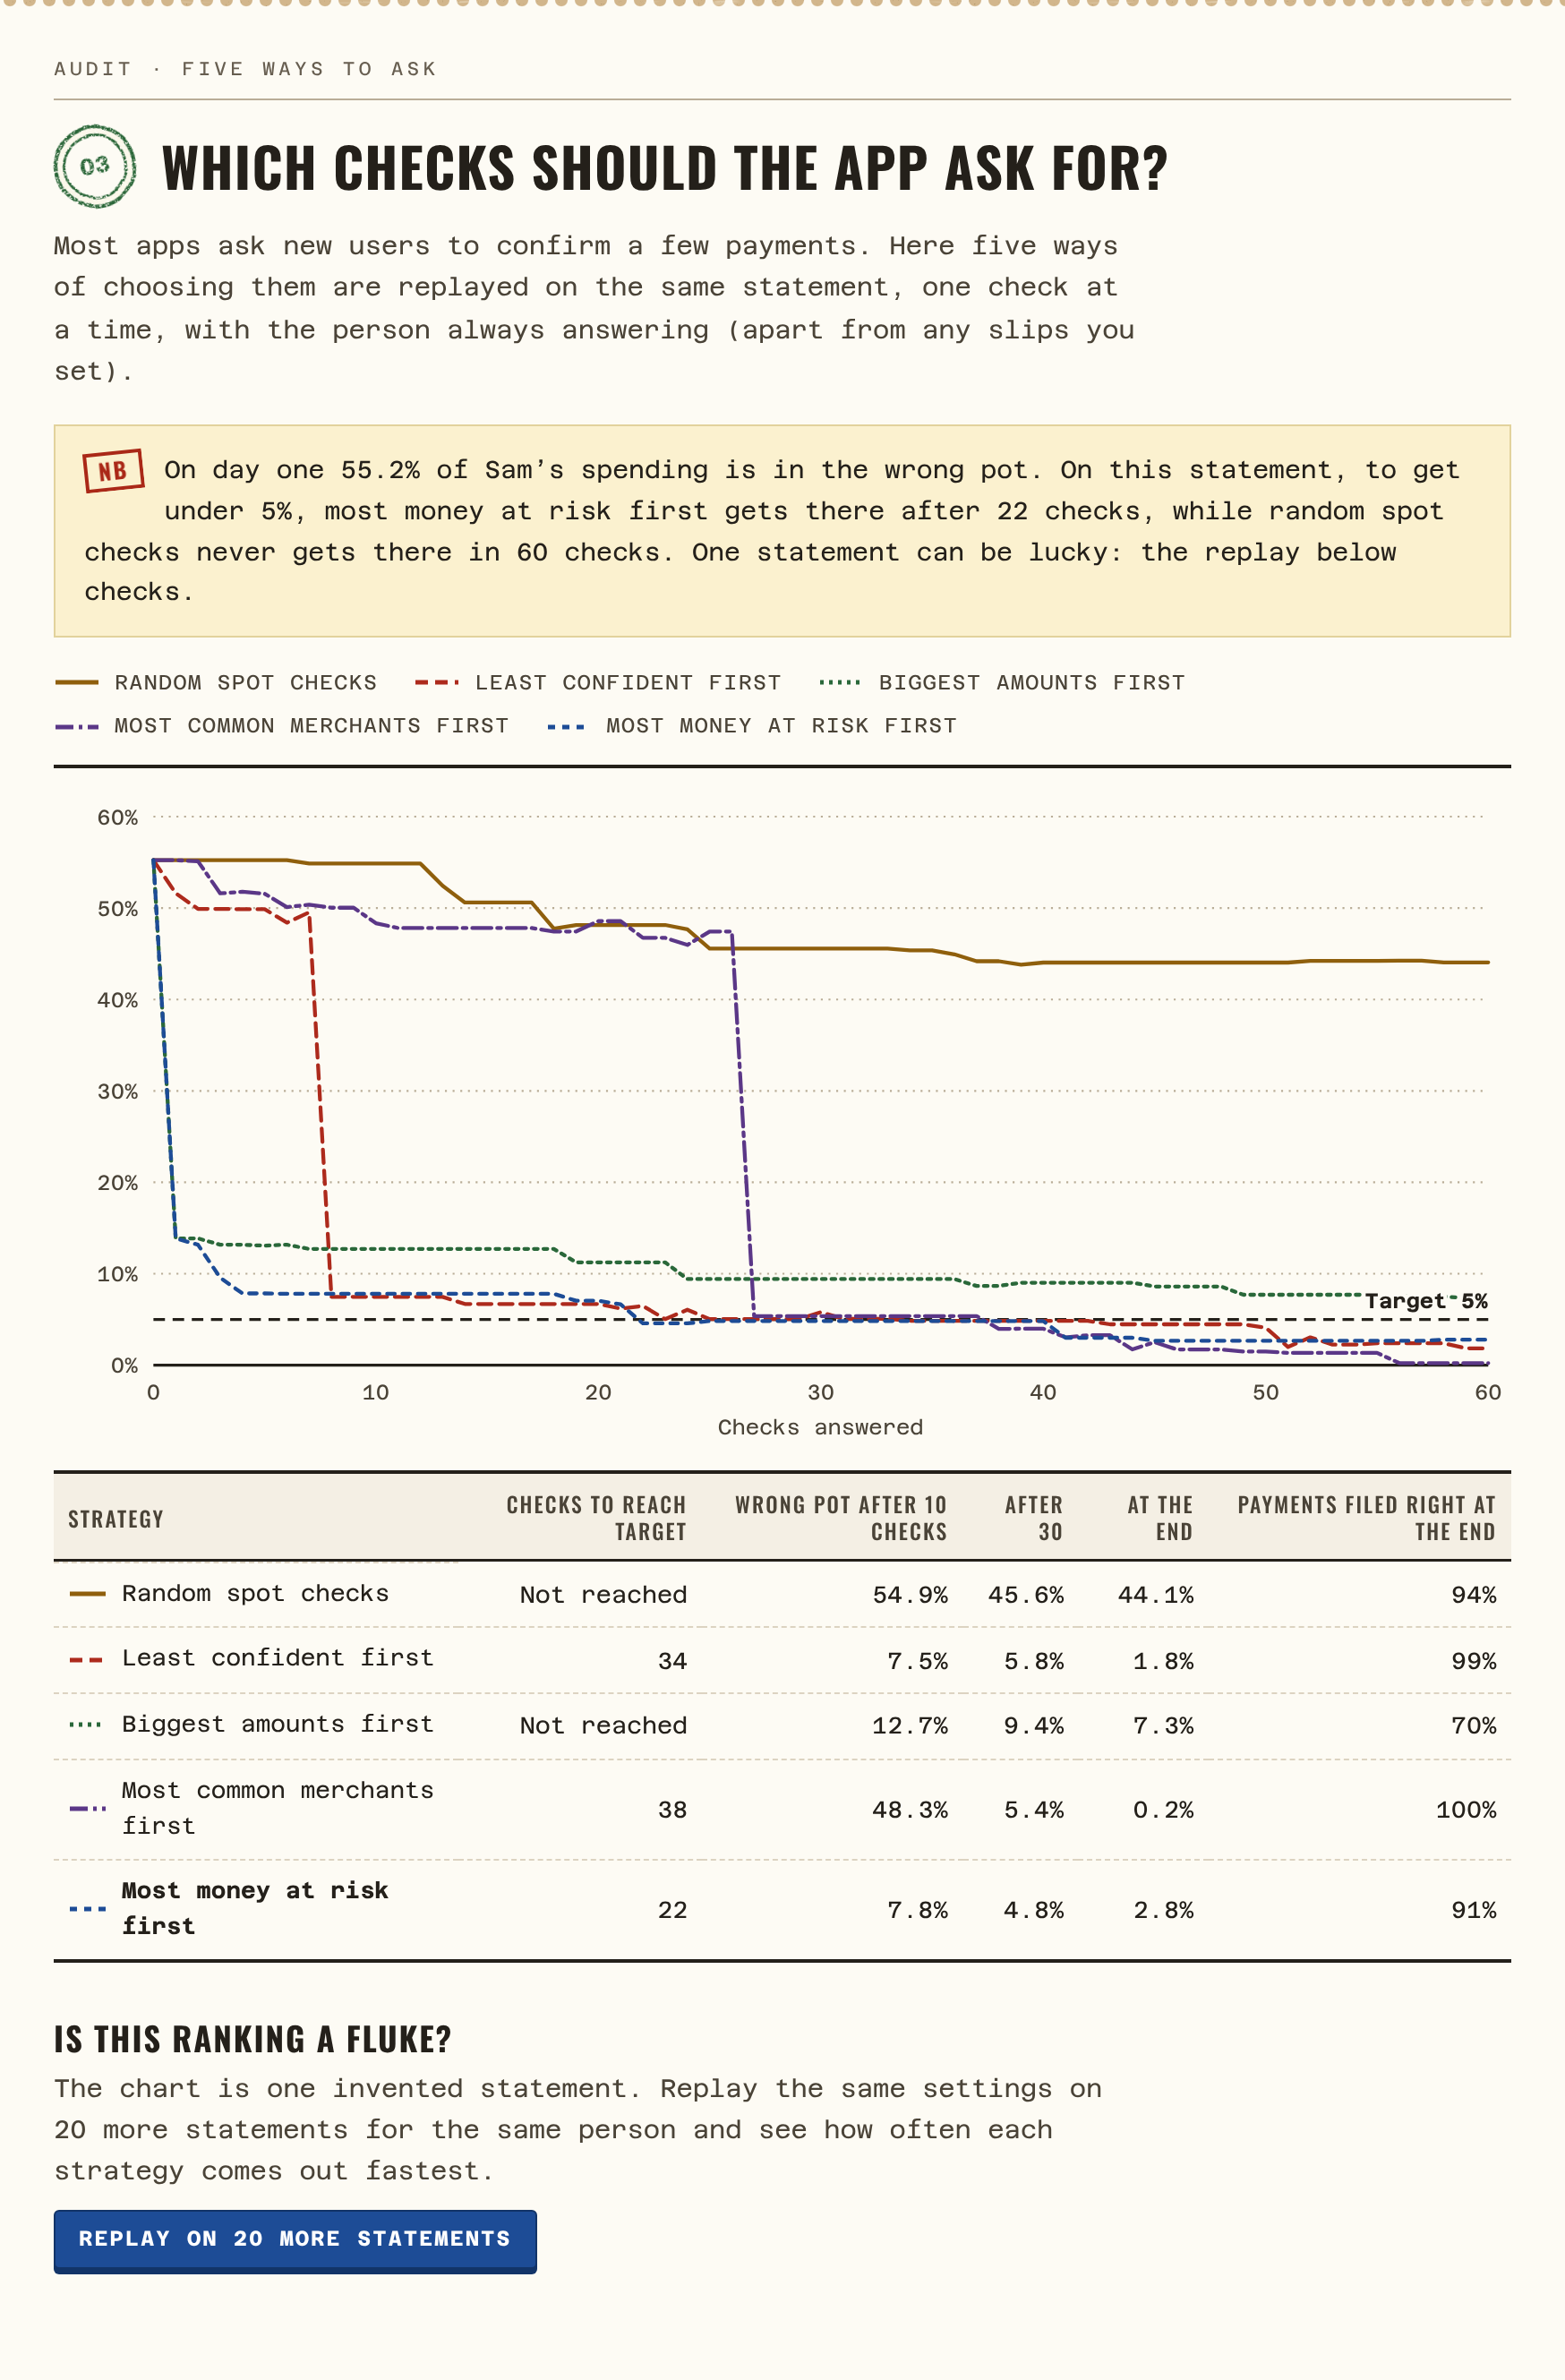 AUDIT · FIVE WAYS TO ASK
03
WHICH CHECKS SHOULD THE APP ASK FOR?
Most apps ask new users to confirm a few payments. Here five ways
of choosing them are replayed on the same statement, one check at
a time, with the person always answering (apart from any slips you
set).
NB
On day one 55.2% of Sam’s spending is in the wrong pot. On this statement, to get
under 5%, most money at risk first gets there after 22 checks, while random spot
checks never gets there in 60 checks. One statement can be lucky: the replay below
checks.
RANDOM SPOT CHECKS LEAST CONFIDENT FIRST BIGGEST AMOUNTS FIRST
MOST COMMON MERCHANTS FIRST MOST MONEY AT RISK FIRST
60%
50%
40%
30%
20%
10%
Target 5%
0%
0 10 20 30 40 50 60
Checks answered
STRATEGY CHECKS TO REACH TARGET WRONG POT AFTER 10 CHECKS AFTER 30 AT THE END PAYMENTS FILED RIGHT AT THE END
Random spot checks Not reached 54.9% 45.6% 44.1% 94%
Least confident first 34 7.5% 5.8% 1.8% 99%
Biggest amounts first Not reached 12.7% 9.4% 7.3% 70%
Most common merchants first 38 48.3% 5.4% 0.2% 100%
Most money at risk first 22 7.8% 4.8% 2.8% 91%
IS THIS RANKING A FLUKE?
The chart is one invented statement. Replay the same settings on
20 more statements for the same person and see how often each
strategy comes out fastest.
REPLAY ON 20 MORE STATEMENTS